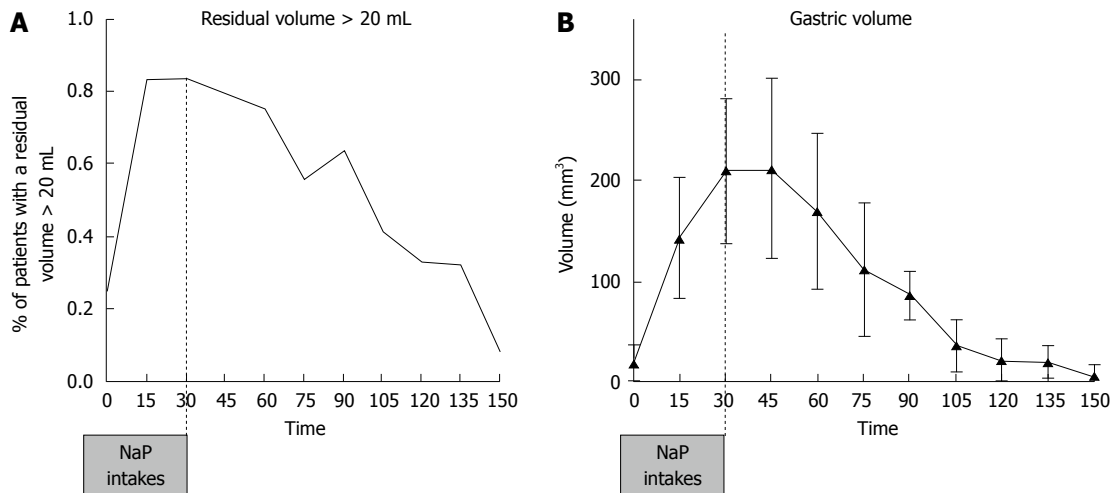 A
Residual volume > 20 mL
% of patients with a residual
volume > 20 mL
1.0
0.8
0.6
0.4
0.2
0.0
0 15 30 45 60 75 90 105 120 135 150
Time
NaP
intakes
B
Gastric volume
Volume (mm³)
300
200
100
0
0 15 30 45 60 75 90 105 120 135 150
Time
NaP
intakes